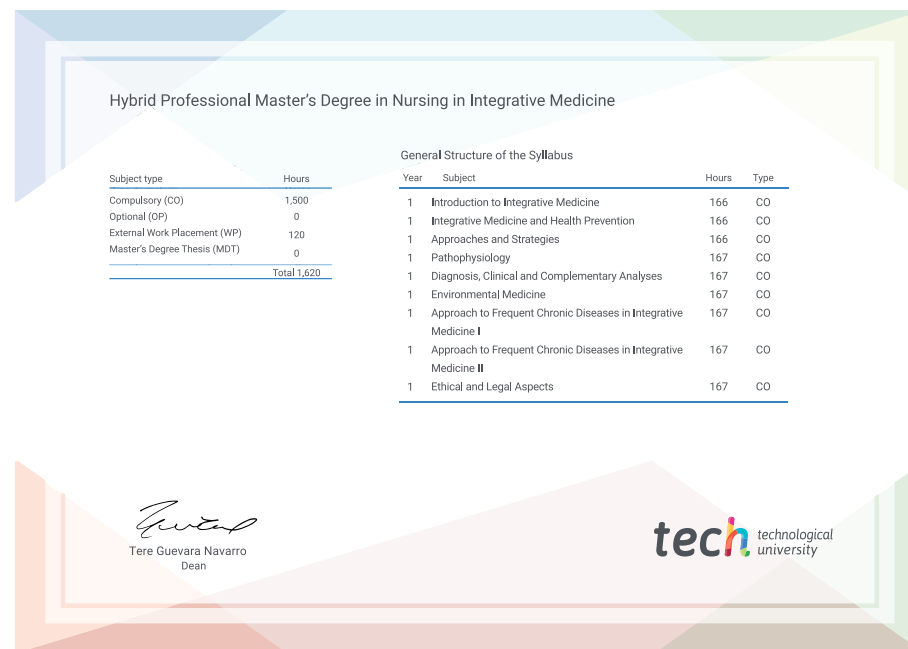 Hybrid Professional Master's Degree in Nursing in Integrative Medicine
Subject type Hours
Compulsory (CO) 1,500
Optional (OP) 0
External Work Placement (WP) 120
Master's Degree Thesis (MDT) 0
Total 1,620
General Structure of the Syllabus
Year Subject Hours Type
1 Introduction to Integrative Medicine 166 CO
1 Integrative Medicine and Health Prevention 166 CO
1 Approaches and Strategies 166 CO
1 Pathophysiology 167 CO
1 Diagnosis, Clinical and Complementary Analyses 167 CO
1 Environmental Medicine 167 CO
1 Approach to Frequent Chronic Diseases in Integrative 167 CO
Medicine I
1 Approach to Frequent Chronic Diseases in Integrative 167 CO
Medicine II
1 Ethical and Legal Aspects 167 CO
Tere Guevara Navarro
Dean
tech technological
university